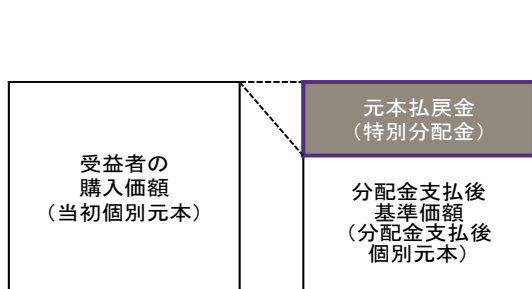 受益者の
購入価額
（当初個別元本）
元本払戻金
（特別分配金）
分配金支払後
基準価額
（分配金支払後
個別元本）